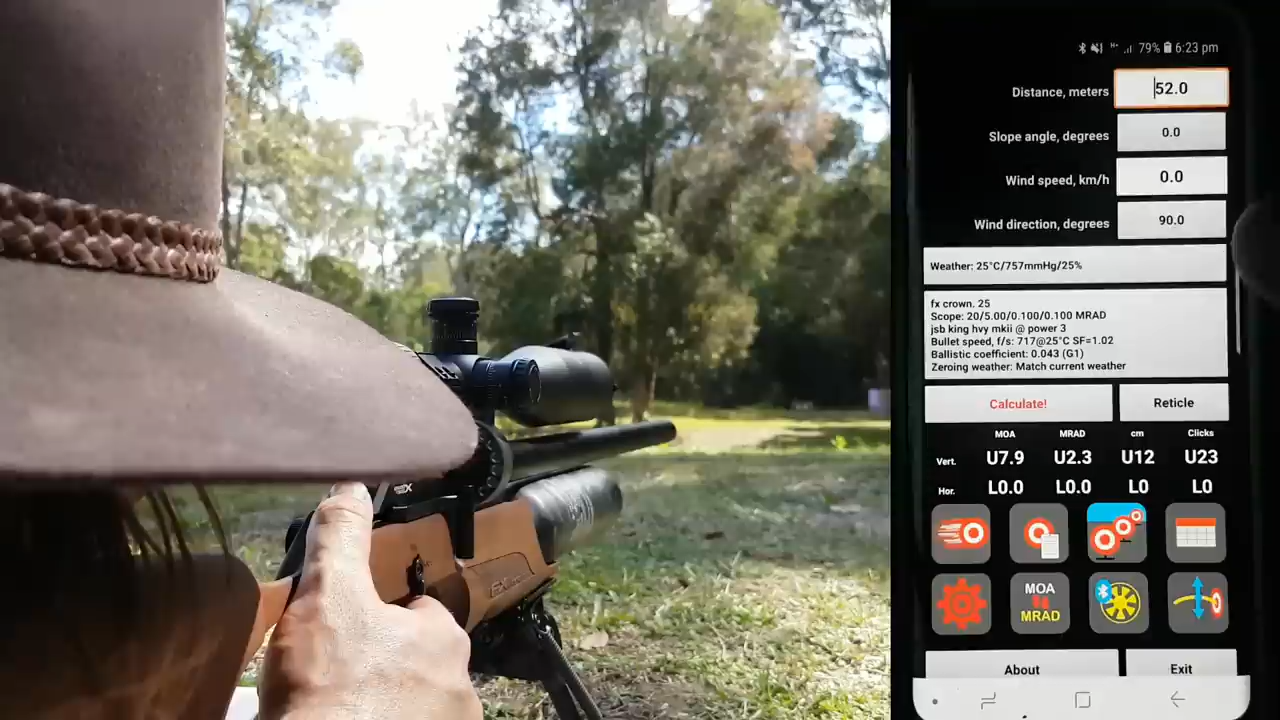 79% 6:23 pm
Distance, meters 52.0
Slope angle, degrees 0.0
Wind speed, km/h 0.0
Wind direction, degrees 90.0
Weather: 25°C/757mmHg/25%
fx crown. 25
Scope: 20/5.00/0.100/0.100 MRAD
jsb king hvy mkii @ power 3
Bullet speed, f/s: 717@25°C SF=1.02
Ballistic coefficient: 0.043 (G1)
Zeroing weather: Match current weather
Calculate! Reticle
MOA MRAD cm Clicks
Vert. U7.9 U2.3 U12 U23
Hor. L0.0 L0.0 L0 L0
MOA
MRAD
About Exit